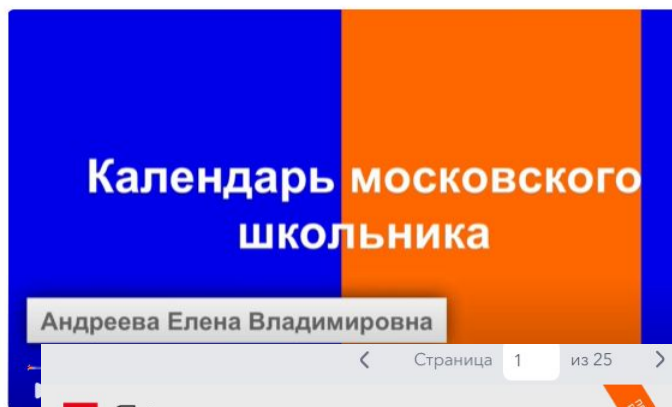 Календарь московского
школьника
Андреева Елена Владимировна
Страница 1 из 25